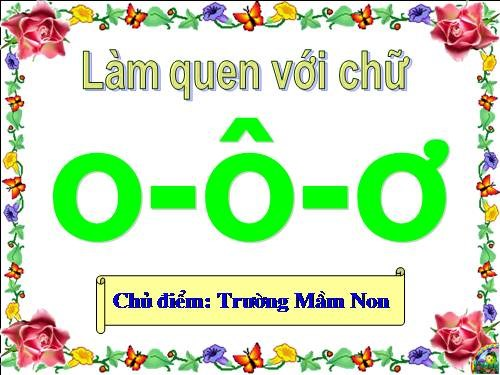 Làm quen với chữ
o-ô-ơ
Chủ điểm: Trường Mầm Non